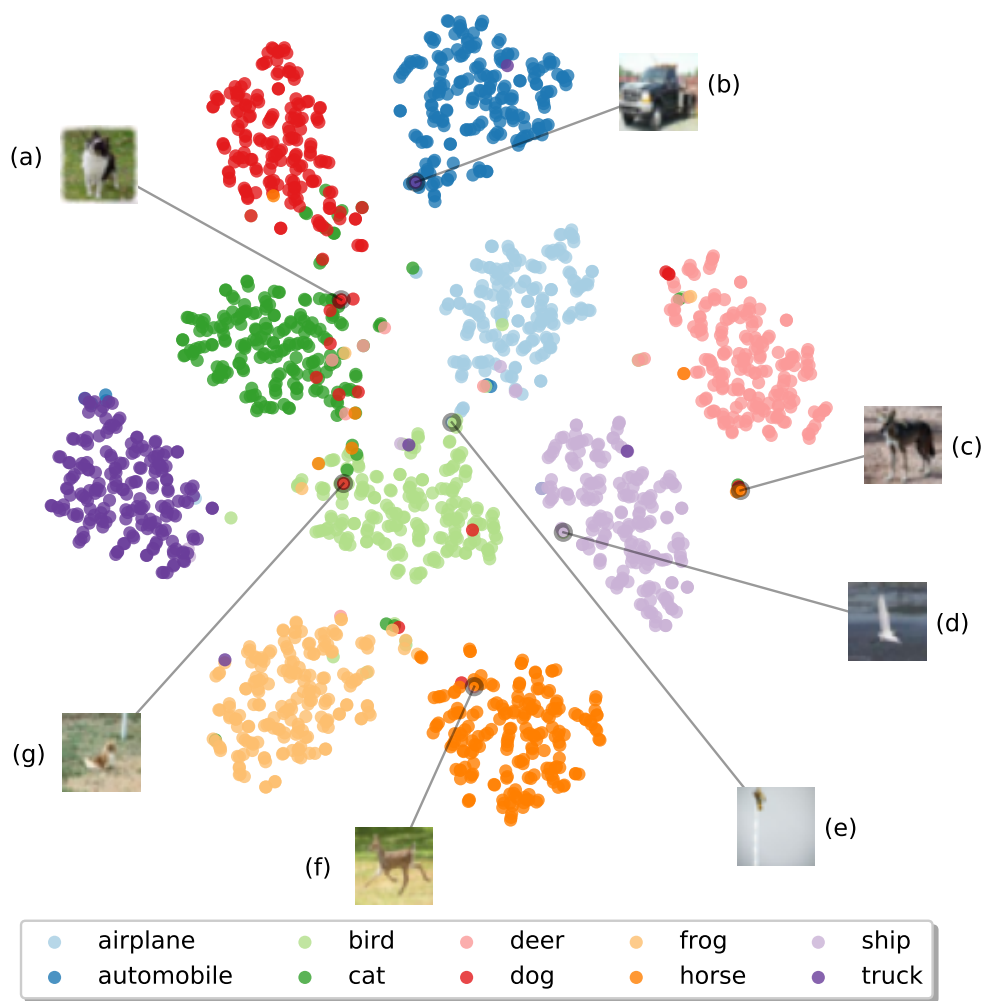 (b)
(a)
(c)
(d)
(g)
(e)
(f)
airplane bird deer frog ship
automobile cat dog horse truck